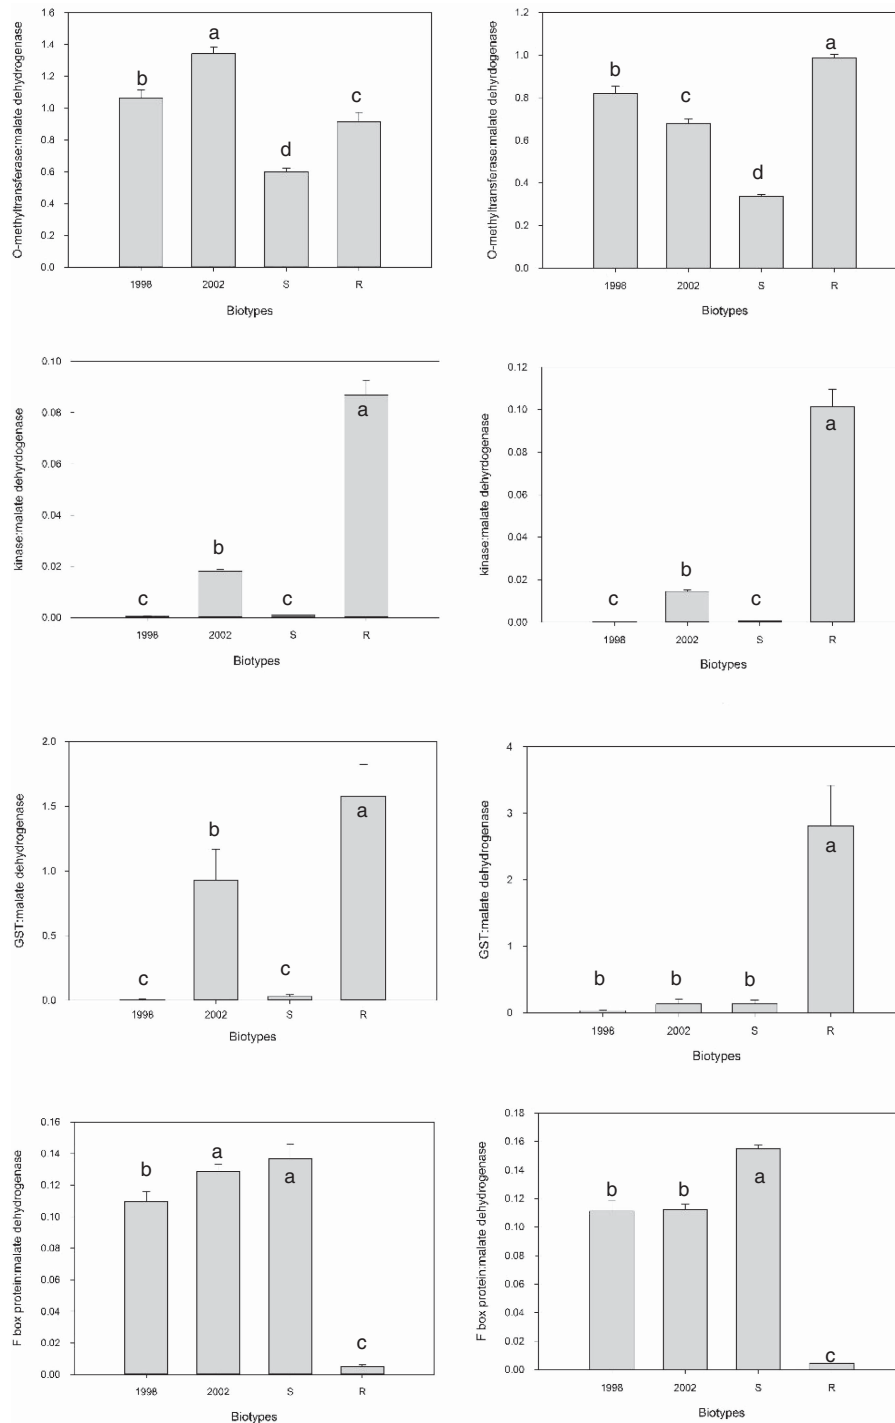 O-methyltransferase:malate dehydrogenase
1.6
1.4
1.2
1.0
0.8
0.6
0.4
0.2
0.0
b
a
d
c
1998 2002 S R
Biotypes
O-methyltransferase:malate dehyrdogenase
1.2
1.0
0.8
0.6
0.4
0.2
0.0
b
c
d
a
1998 2002 S R
Biotypes
kinase:malate dehyrdogenase
0.10
0.08
0.06
0.04
0.02
0.00
c
b
c
a
1998 2002 S R
Biotypes
kinase:malate dehyrdogenase
0.12
0.10
0.08
0.06
0.04
0.02
0.00
c
b
c
a
1998 2002 S R
Biotypes
GST:malate dehydrogenase
2.0
1.5
1.0
0.5
0.0
c
b
c
a
1998 2002 S R
Biotypes
GST:malate dehydrogenase
4
3
2
1
0
b
b
b
a
1998 2002 S R
Biotypes
F box protein:malate dehydrogenase
0.16
0.14
0.12
0.10
0.08
0.06
0.04
0.02
0.00
b
a
a
c
1998 2002 S R
Biotypes
F box protein:malate dehydrogenase
0.18
0.16
0.14
0.12
0.10
0.08
0.06
0.04
0.02
0.00
b
b
a
c
1998 2002 S R
Biotypes